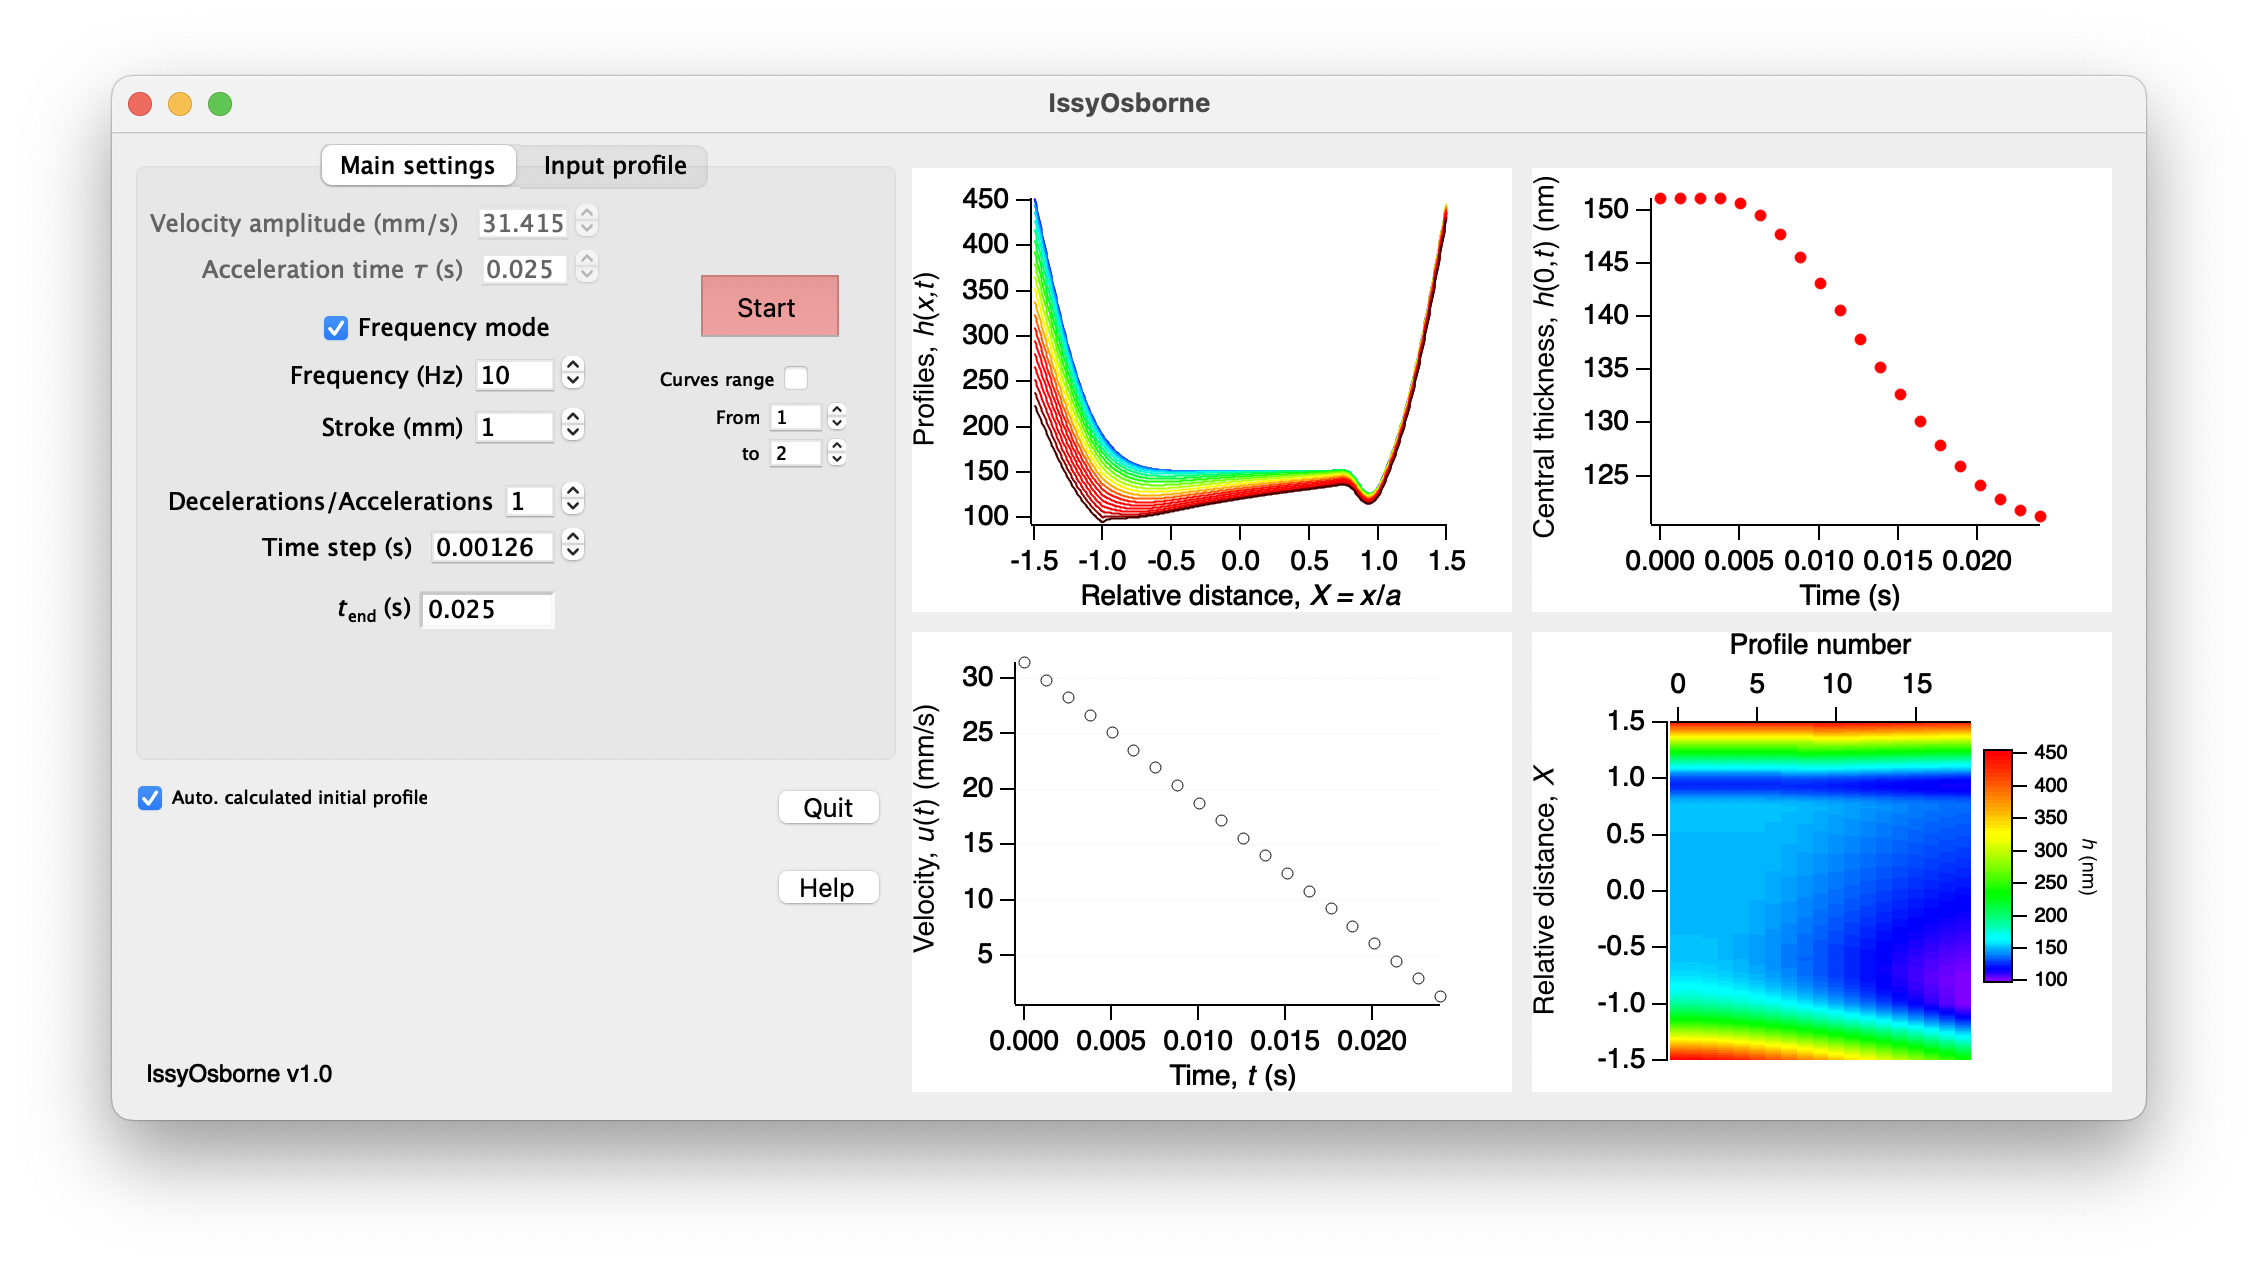 IssyOsborne
Main settings
Input profile
Velocity amplitude (mm/s) 31.415
Acceleration time τ (s) 0.025
Frequency mode
Frequency (Hz) 10
Stroke (mm) 1
Decelerations/Accelerations 1
Time step (s) 0.00126
tend (s) 0.025
Start
Curves range
From 1
to 2
Auto. calculated initial profile
Quit
Help
IssyOsborne v1.0
Profiles, h(x,t)
450
400
350
300
250
200
150
100
-1.5 -1.0 -0.5 0.0 0.5 1.0 1.5
Relative distance, X = x/a
Central thickness, h(0,t) (nm)
150
145
140
135
130
125
0.000 0.005 0.010 0.015 0.020
Time (s)
Velocity, u(t) (mm/s)
30
25
20
15
10
5
0.000 0.005 0.010 0.015 0.020
Time, t (s)
Profile number
0 5 10 15
Relative distance, X
1.5
1.0
0.5
0.0
-0.5
-1.0
-1.5
450
400
350
300
250
200
150
100
h (nm)